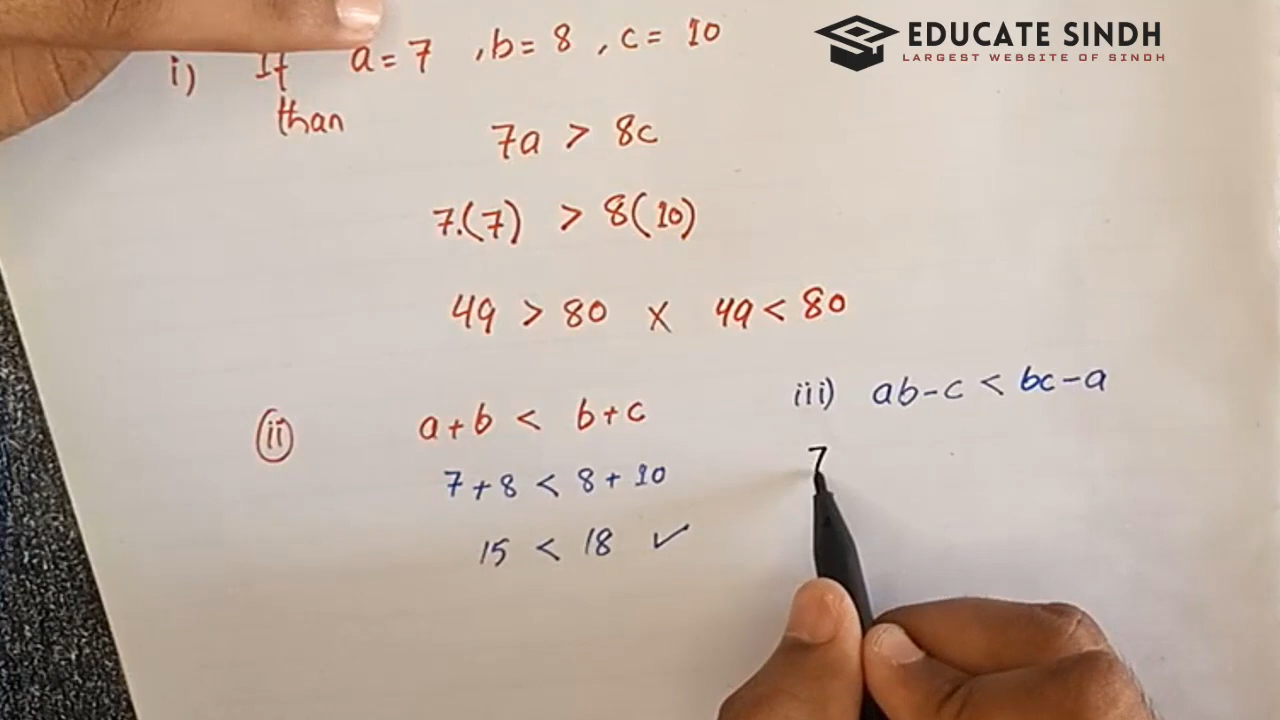 EDUCATE SINDH
LARGEST WEBSITE OF SINDH
i) If a = 7 , b = 8 , c = 10
than
7a > 8c
7.(7) > 8(10)
49 > 80 x 49 < 80
(ii) a + b < b + c
7 + 8 < 8 + 10
15 < 18 ✓
iii) ab - c < bc - a
7